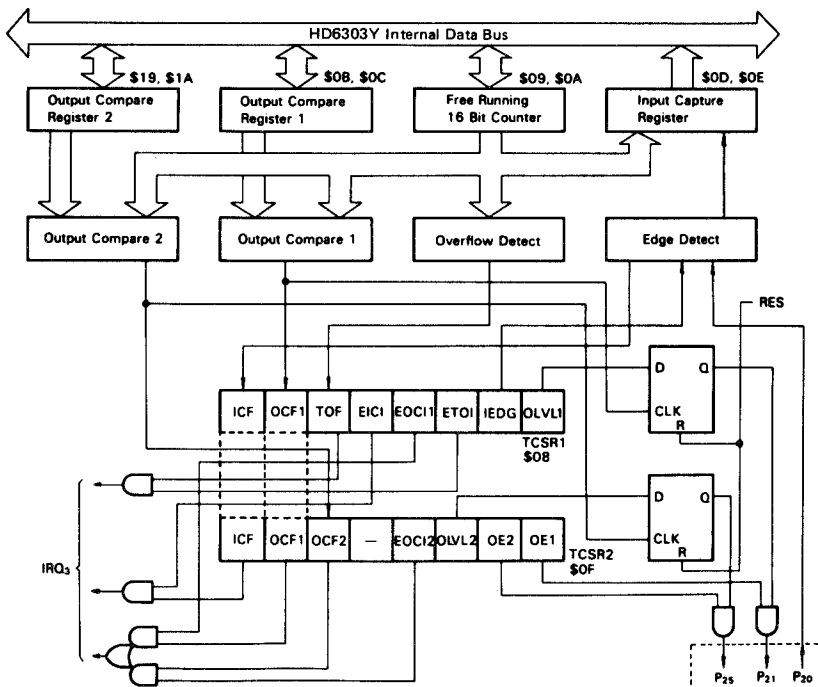 HD6303Y Internal Data Bus
$19, $1A
$0B, $0C
$09, $0A
$0D, $0E
Output Compare
Register 2
Output Compare
Register 1
Free Running
16 Bit Counter
Input Capture
Register
Output Compare 2
Output Compare 1
Overflow Detect
Edge Detect
RES
D
Q
CLK
R
ICF
OCF1
TOF
EICI
EOCI1
ETOI
IEDG
OLVL1
TCSR1
$08
D
Q
CLK
R
ICF
OCF1
OCF2
—
EOCI2
OLVL2
OE2
OE1
TCSR2
$0F
IRQ₃
P₂₅
P₂₁
P₂₀